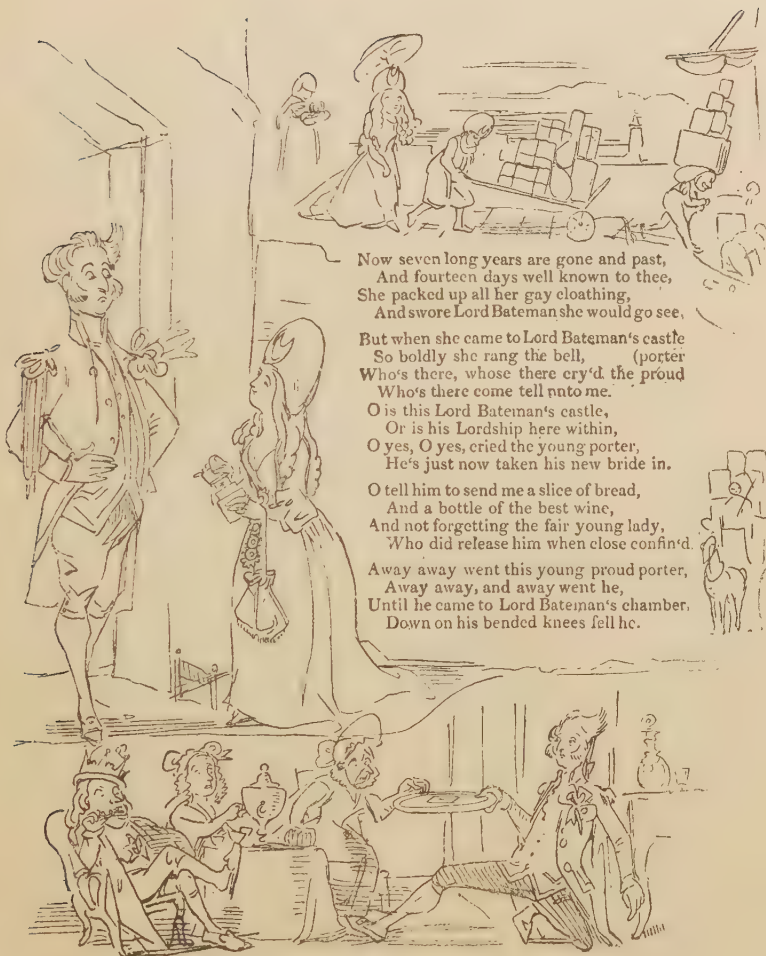 Now seven long years are gone and past,
And fourteen days well known to thee,
She packed up all her gay cloathing,
And swore Lord Bateman she would go see,
But when she came to Lord Bateman's castle
So boldly she rang the bell, (porter
Who's there, whose there cry'd the proud
Who's there come tell nnto me.
O is this Lord Bateman's castle,
Or is his Lordship here within,
O yes, O yes, cried the young porter,
He's just now taken his new bride in.
O tell him to send me a slice of bread,
And a bottle of the best wine,
And not forgetting the fair young lady,
Who did release him when close confin'd.
Away away went this young proud porter,
Away away, and away went he,
Until he came to Lord Bateman's chamber,
Down on his bended knees fell he.